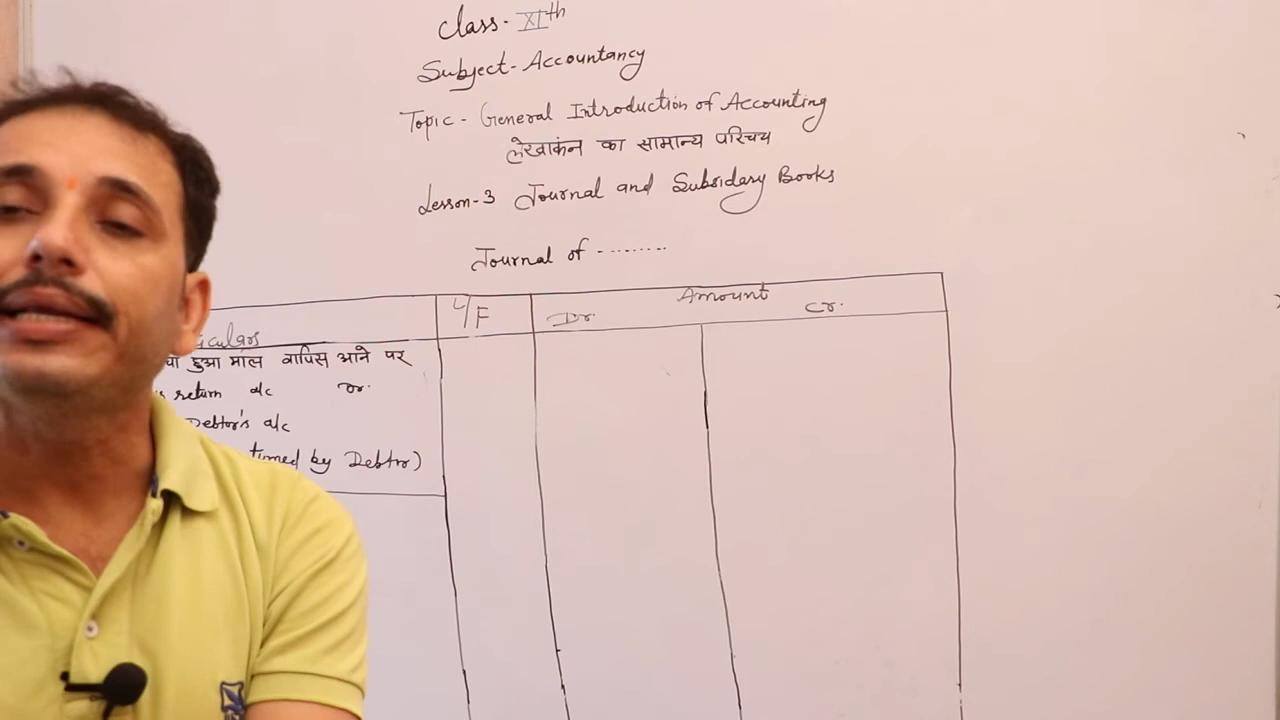 Class - XIth
Subject - Accountancy
Topic - General Introduction of Accounting
लेखाकंन का सामान्य परिचय
Lesson-3 Journal and Subsidary Books
Journal of ---------
L/F Amount
Dr. Cr.
हुआ माल वापिस आने पर
return a/c Dr.
Debtor's a/c
by Debtor)